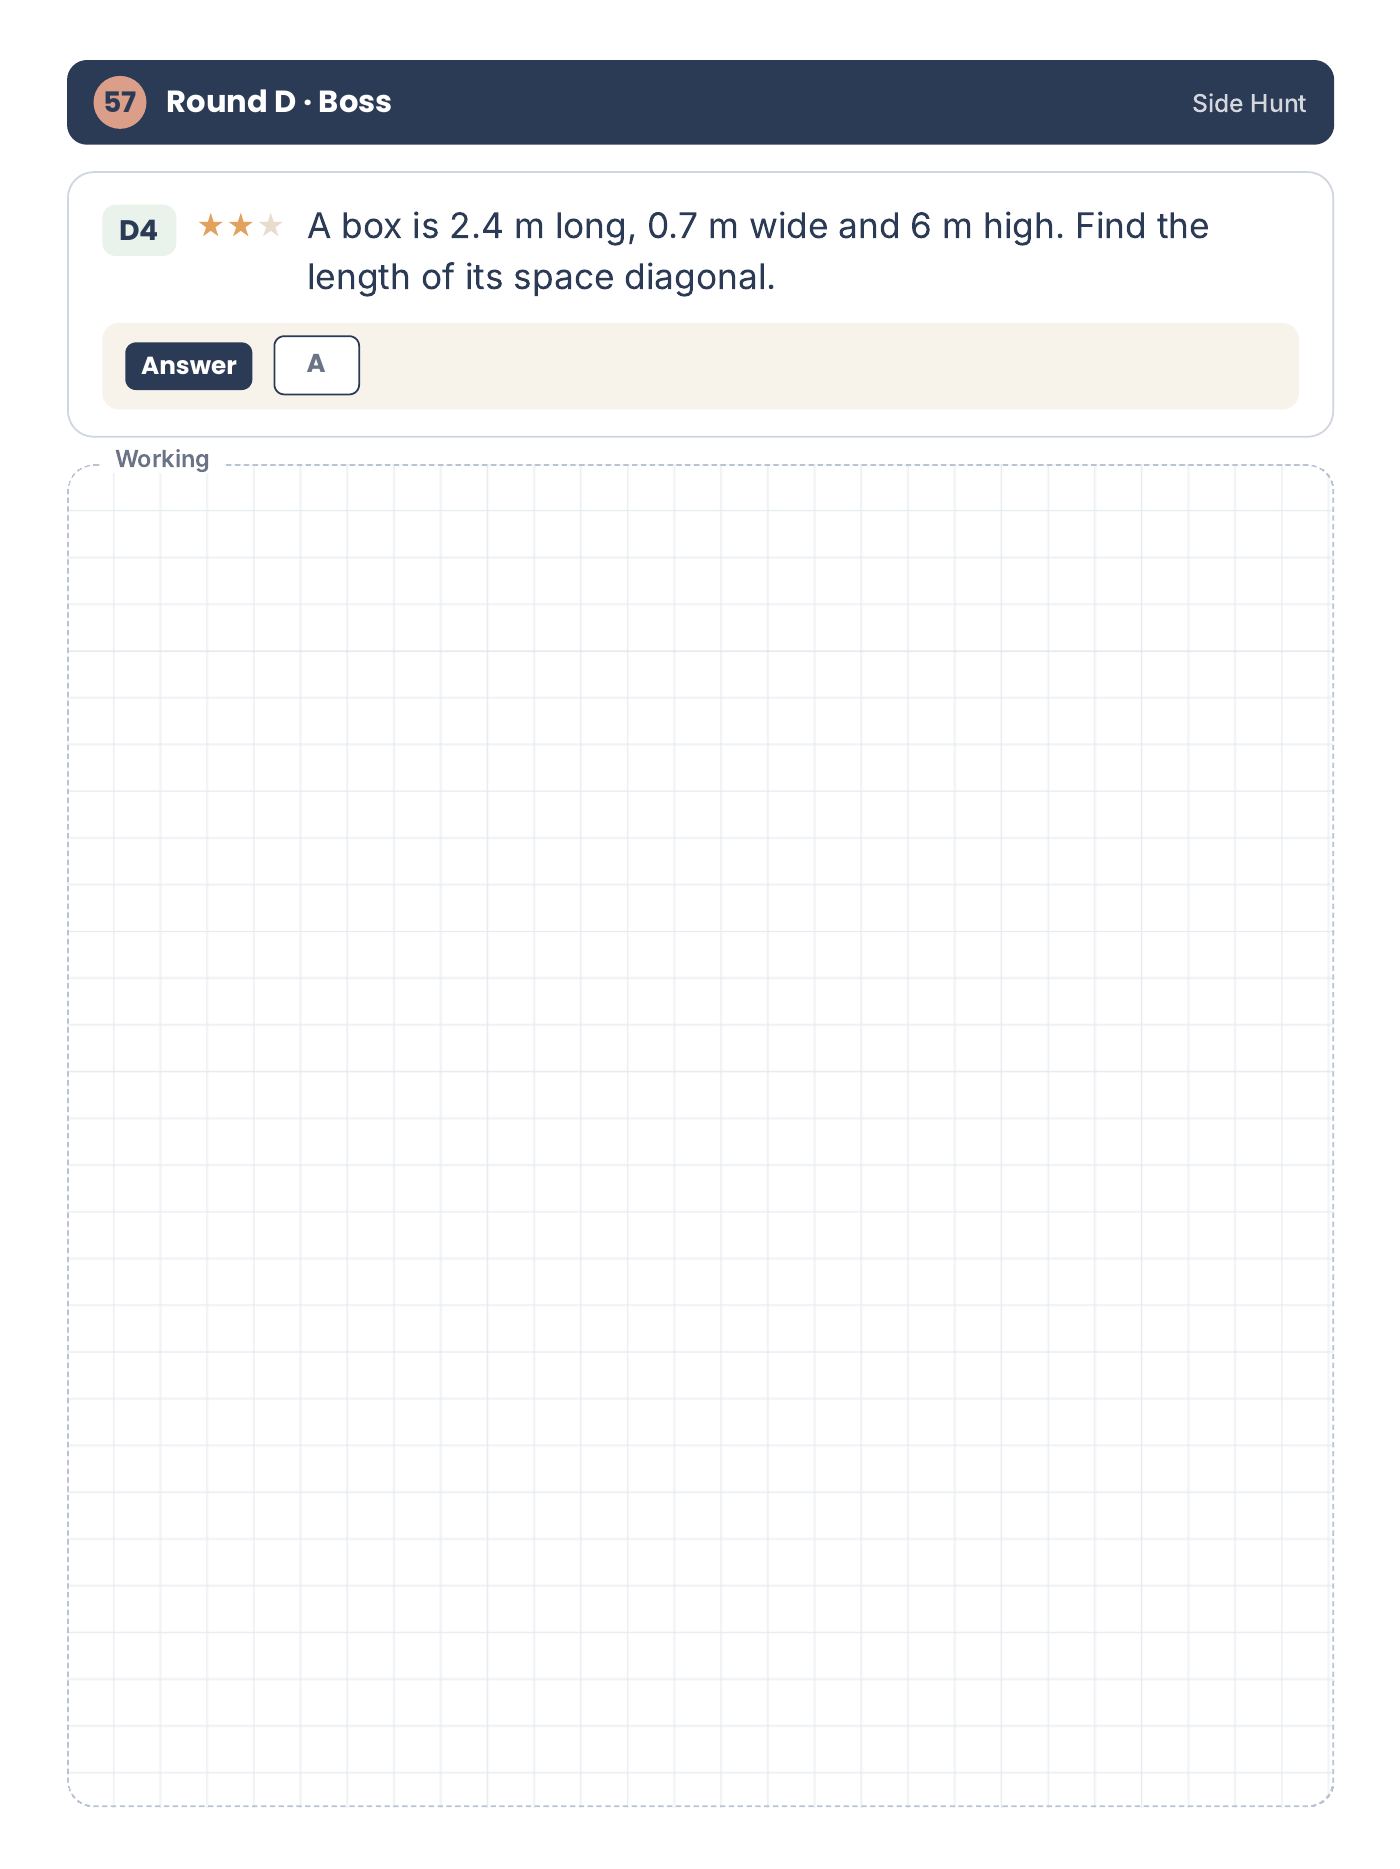 57 Round D · Boss
Side Hunt
D4 ★★★ A box is 2.4 m long, 0.7 m wide and 6 m high. Find the
length of its space diagonal.
Answer A
Working